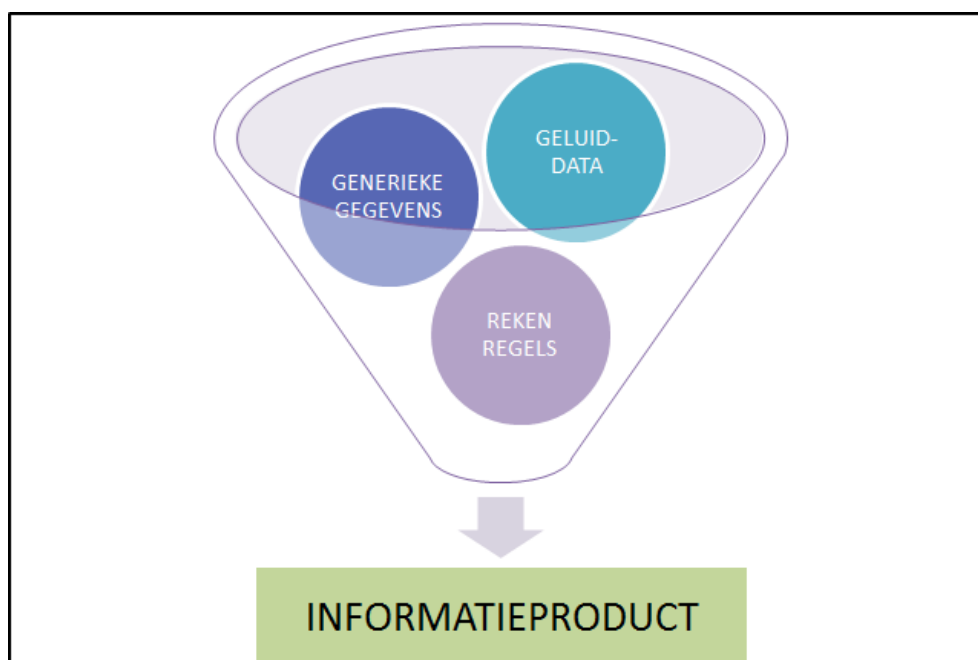 GENERIEKE
GEGEVENS
GELUID-
DATA
REKEN
REGELS
INFORMATIEPRODUCT